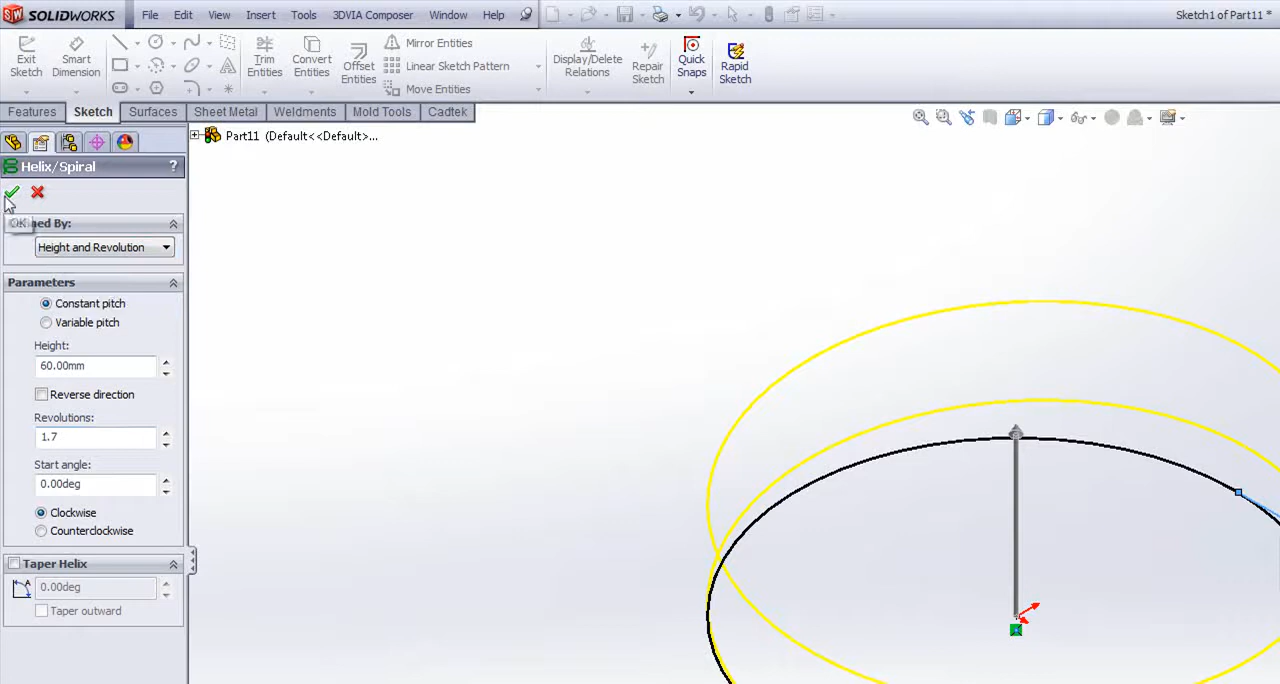 SW SOLIDWORKS File Edit View Insert Tools 3DVIA Composer Window Help Sketch1 of Part11 *
Exit Sketch
Smart Dimension
Trim Entities
Convert Entities
Offset Entities
Mirror Entities
Linear Sketch Pattern
Move Entities
Display/Delete Relations
Repair Sketch
Quick Snaps
Rapid Sketch
Features Sketch Surfaces Sheet Metal Weldments Mold Tools Cadtek
Part11 (Default<<Default>...
Helix/Spiral ?
OK
ned By:
Height and Revolution
Parameters
Constant pitch
Variable pitch
Height:
60.00mm
Reverse direction
Revolutions:
1.7
Start angle:
0.00deg
Clockwise
Counterclockwise
Taper Helix
0.00deg
Taper outward